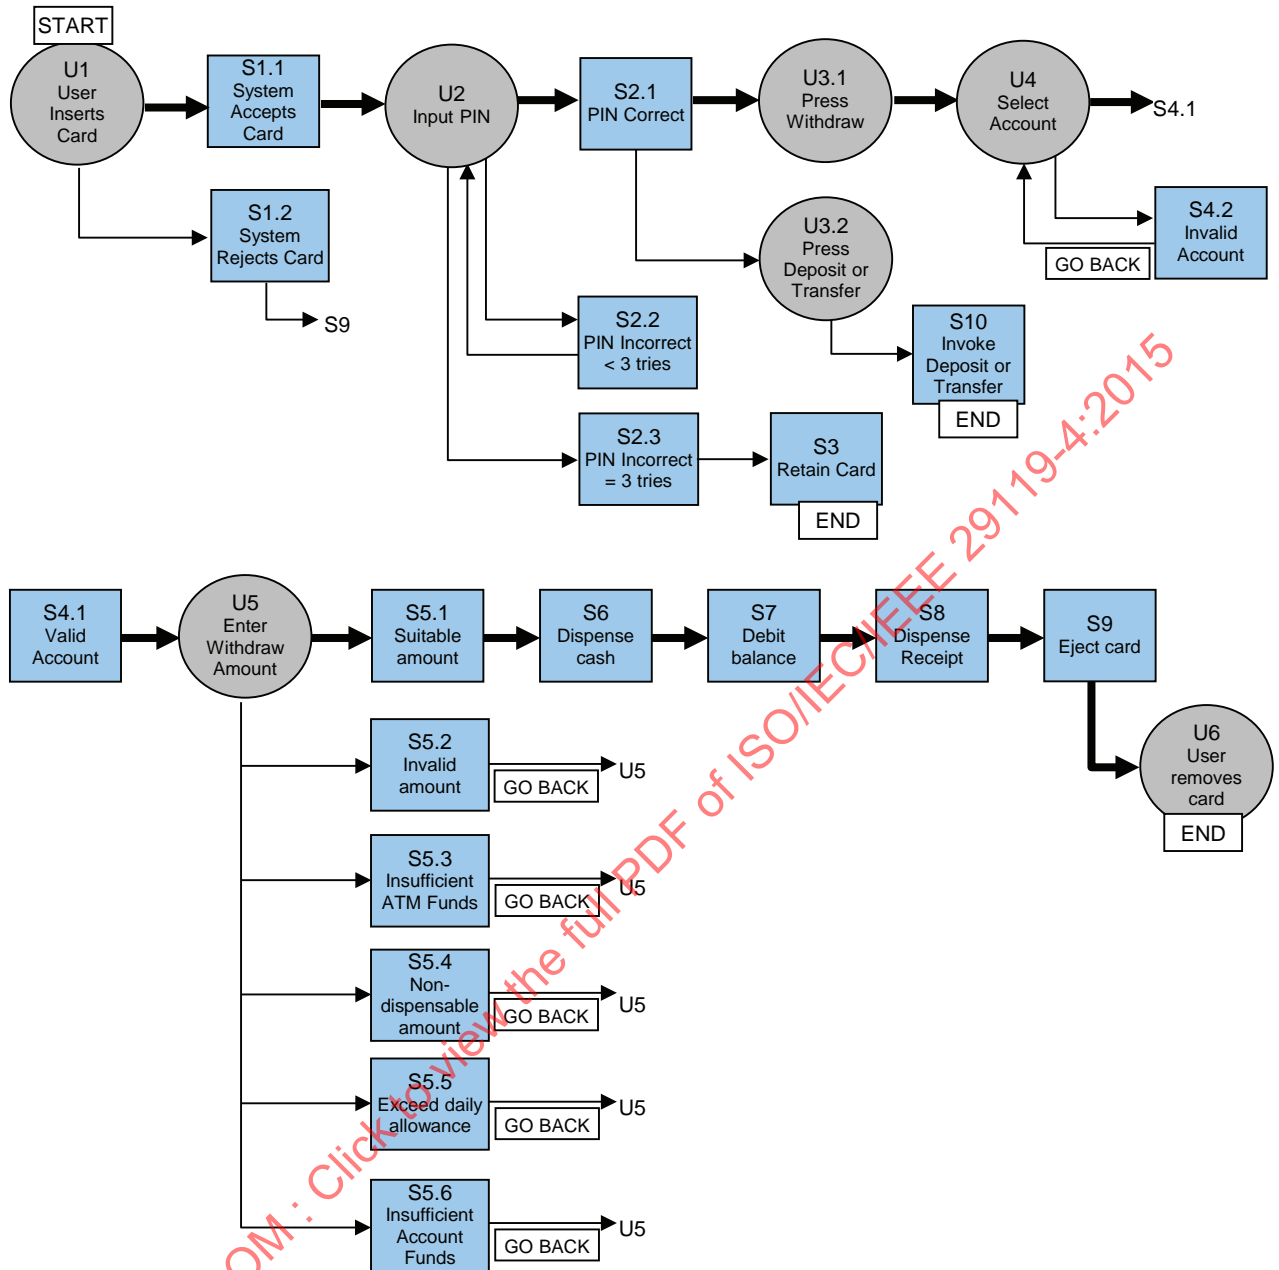 START
U1
User
Inserts
Card
S1.1
System
Accepts
Card
U2
Input PIN
S2.1
PIN Correct
U3.1
Press
Withdraw
U4
Select
Account
S4.1
S1.2
System
Rejects Card
S9
U3.2
Press
Deposit or
Transfer
S4.2
Invalid
Account
GO BACK
S2.2
PIN Incorrect
< 3 tries
S10
Invoke
Deposit or
Transfer
END
S2.3
PIN Incorrect
= 3 tries
S3
Retain Card
END
S4.1
Valid
Account
U5
Enter
Withdraw
Amount
S5.1
Suitable
amount
S6
Dispense
cash
S7
Debit
balance
S8
Dispense
Receipt
S9
Eject card
U6
User
removes
card
END
S5.2
Invalid
amount
GO BACK
U5
S5.3
Insufficient
ATM Funds
GO BACK
U5
S5.4
Non-
dispensable
amount
GO BACK
U5
S5.5
Exceed daily
allowance
GO BACK
U5
S5.6
Insufficient
Account
Funds
GO BACK
U5
OM : Click to view the full PDF of ISO/IEC/IEEE 29119-4:2015